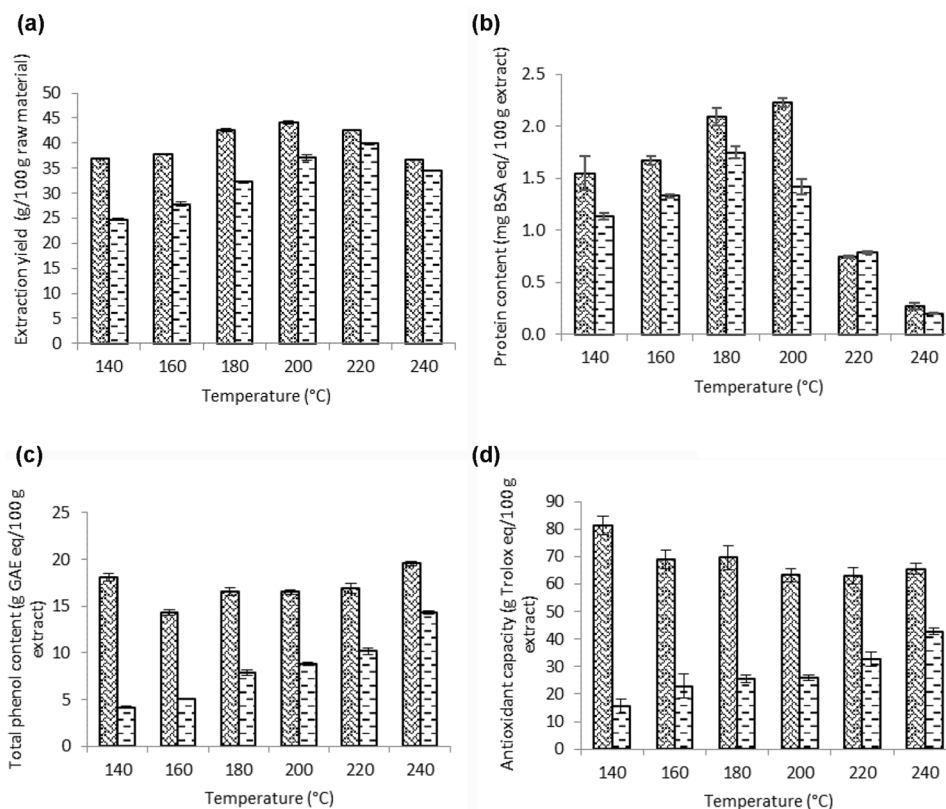 (a)
Extraction yield (g/100 g raw material)
50
45
40
35
30
25
20
15
10
5
0
140 160 180 200 220 240
Temperature (°C)
(b)
Protein content (mg BSA eq/ 100 g extract)
2.5
2.0
1.5
1.0
0.5
0.0
140 160 180 200 220 240
Temperature (°C)
(c)
Total phenol content (g GAE eq/100 g
extract)
25
20
15
10
5
0
140 160 180 200 220 240
Temperature (°C)
(d)
Antioxidant capacity (g Trolox eq/100 g
extract)
90
80
70
60
50
40
30
20
10
0
140 160 180 200 220 240
Temperature (°C)